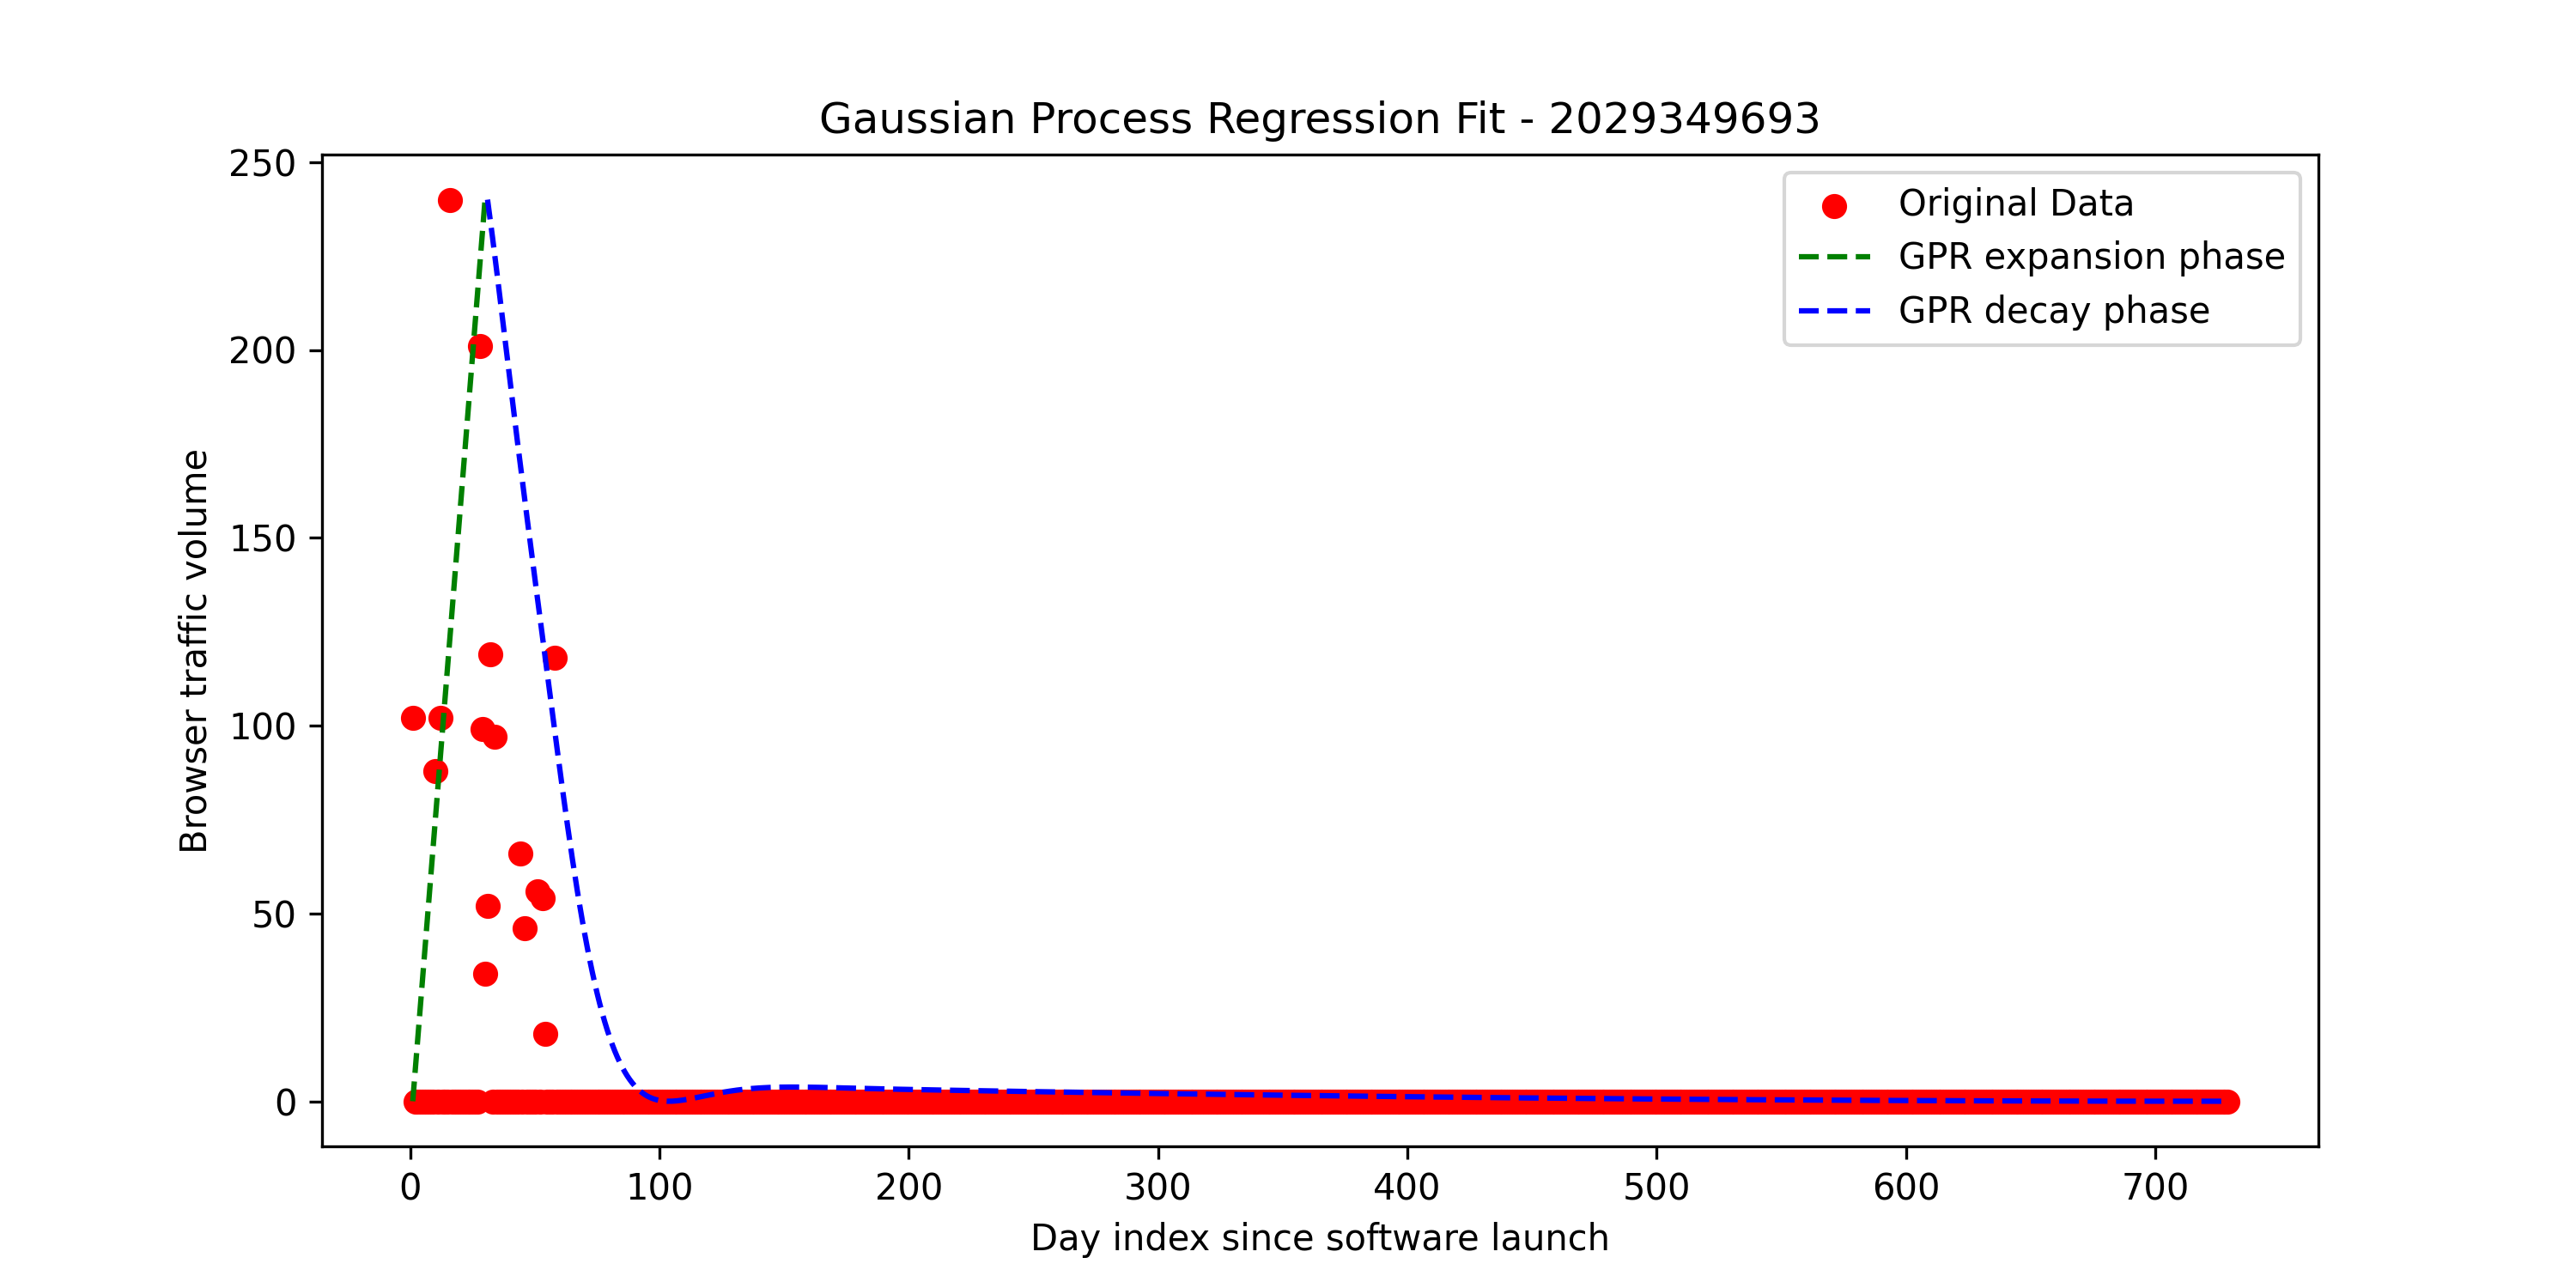 Gaussian Process Regression Fit - 2029349693
Original Data
GPR expansion phase
GPR decay phase
Browser traffic volume
250
200
150
100
50
0
0 100 200 300 400 500 600 700
Day index since software launch